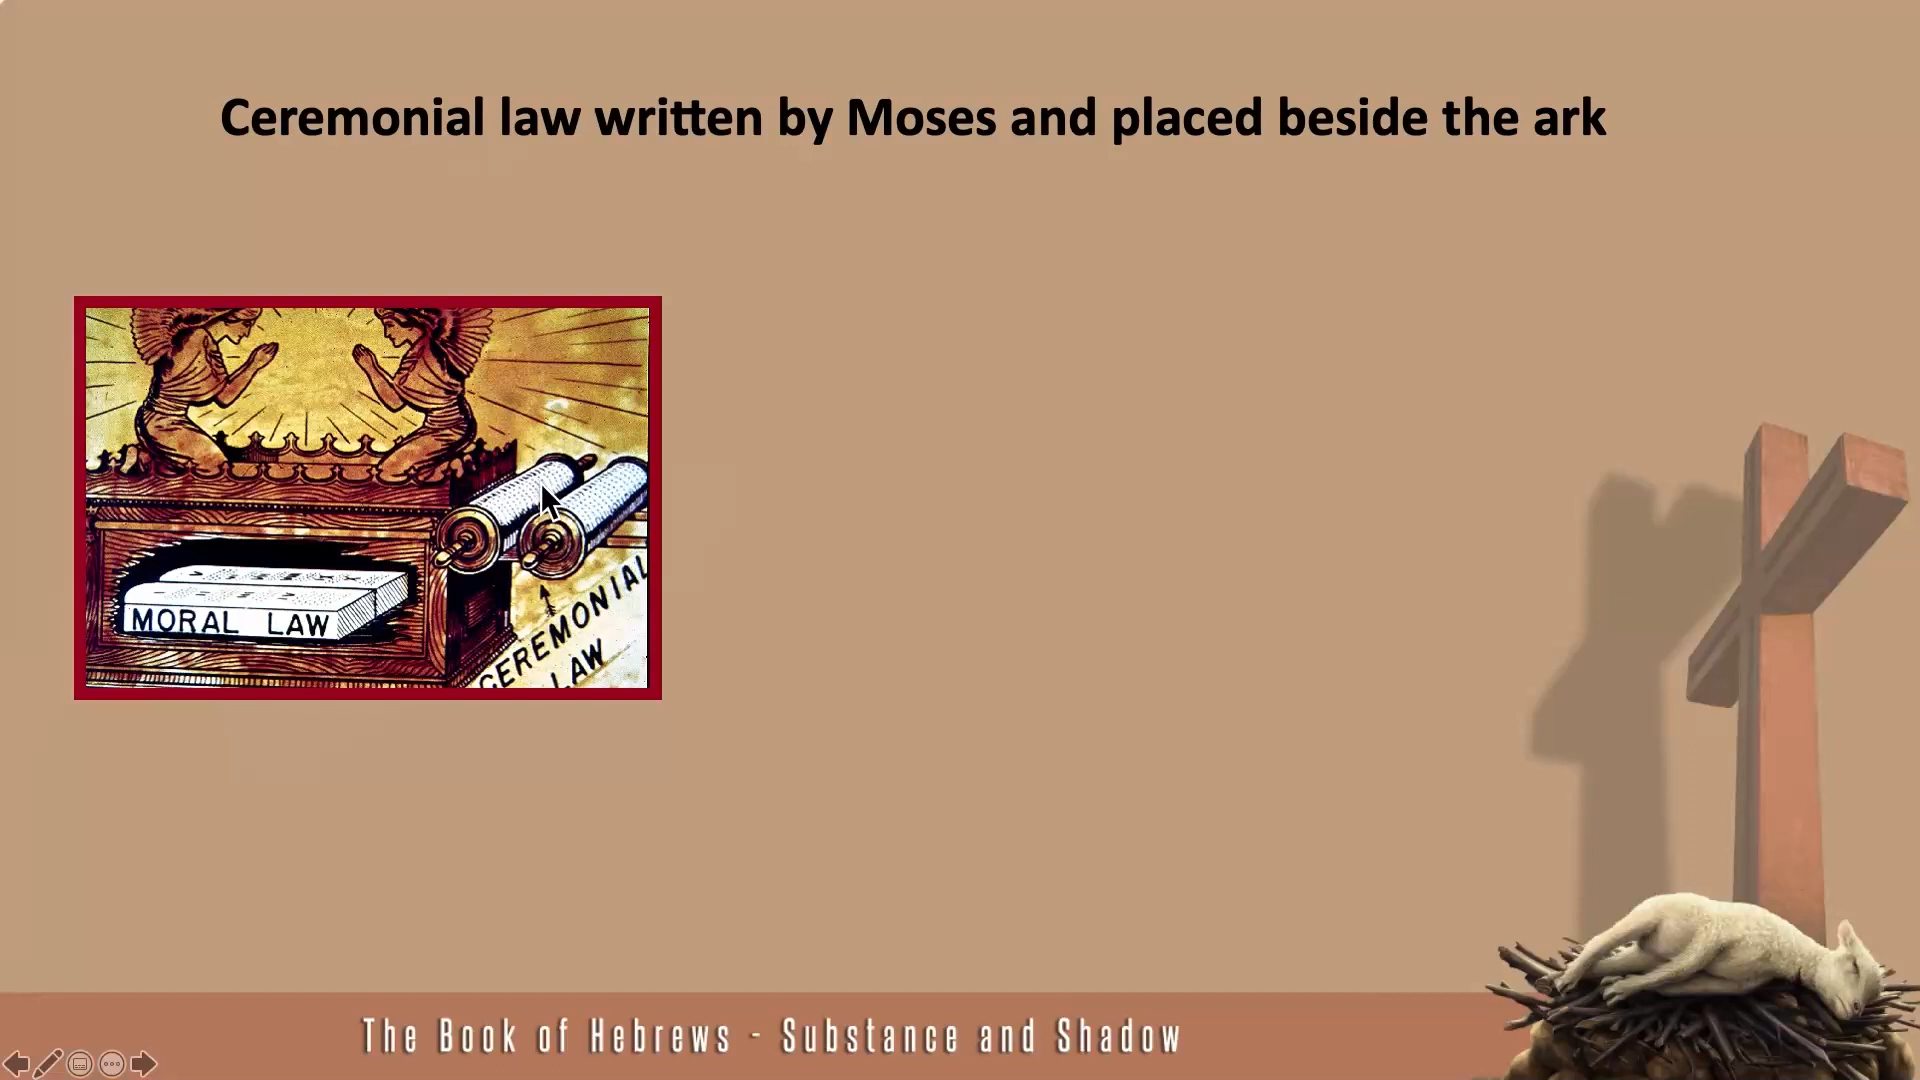 Ceremonial law written by Moses and placed beside the ark
MORAL LAW
CEREMONIAL
LAW
The Book of Hebrews - Substance and Shadow